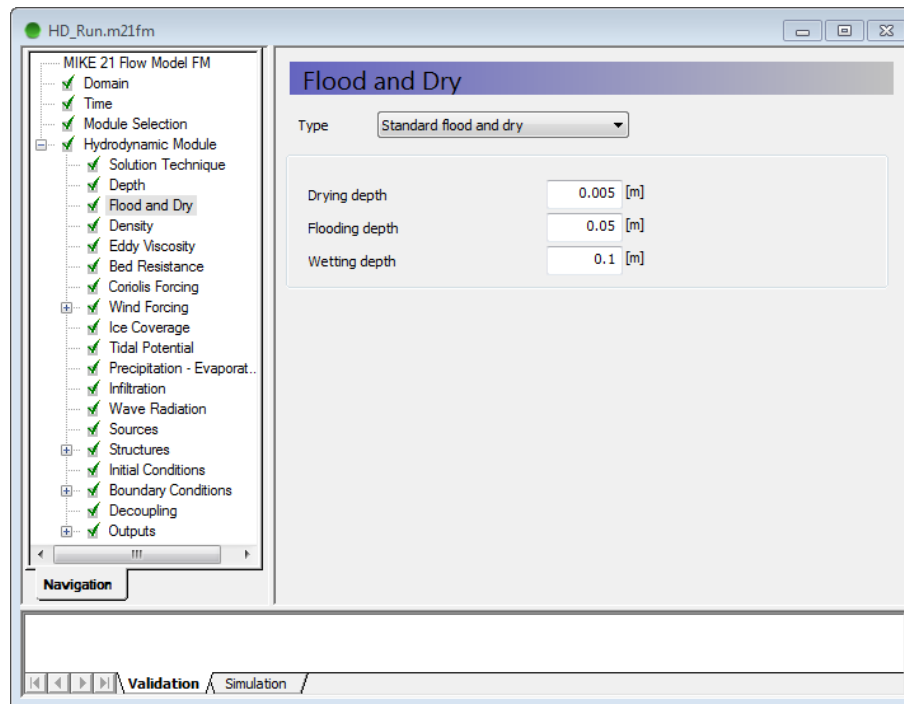 HD_Run.m21fm
MIKE 21 Flow Model FM
Domain
Time
Module Selection
Hydrodynamic Module
Solution Technique
Depth
Flood and Dry
Density
Eddy Viscosity
Bed Resistance
Coriolis Forcing
Wind Forcing
Ice Coverage
Tidal Potential
Precipitation - Evaporat..
Infiltration
Wave Radiation
Sources
Structures
Initial Conditions
Boundary Conditions
Decoupling
Outputs
Navigation
Flood and Dry
Type Standard flood and dry
Drying depth 0.005 [m]
Flooding depth 0.05 [m]
Wetting depth 0.1 [m]
Validation Simulation